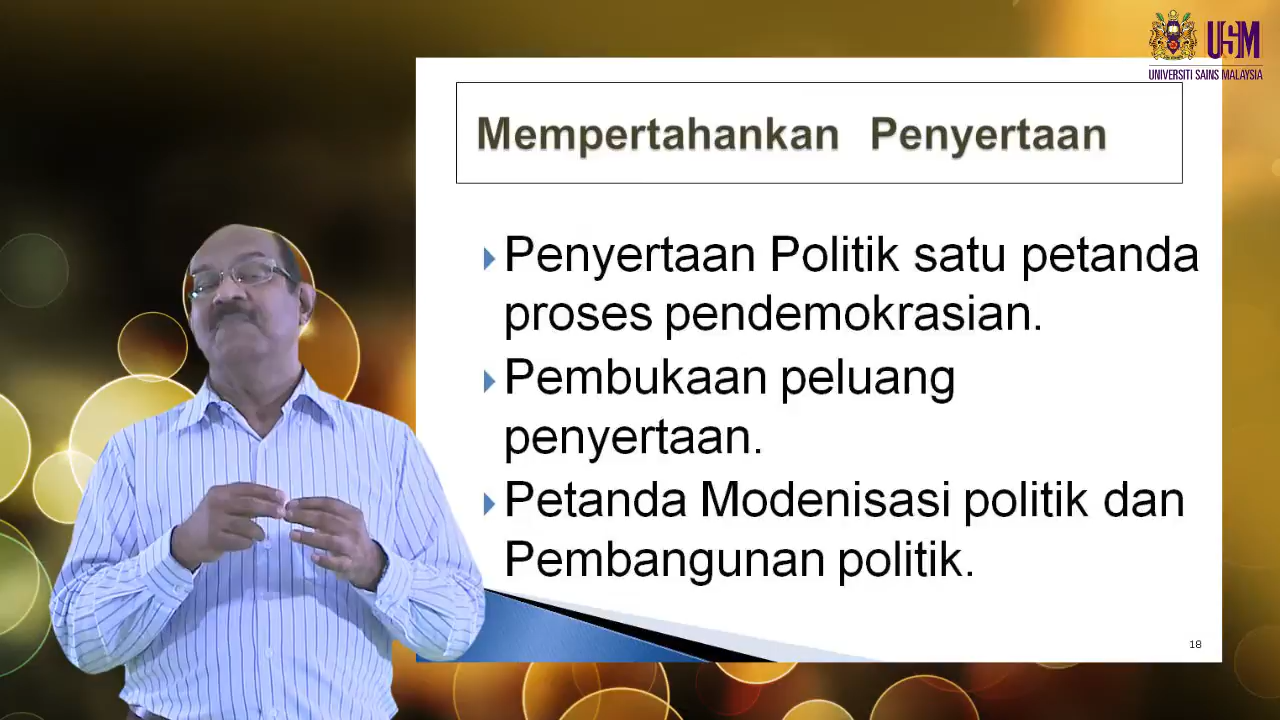 USM
UNIVERSITI SAINS MALAYSIA
Mempertahankan Penyertaan
Penyertaan Politik satu petanda
proses pendemokrasian.
Pembukaan peluang
penyertaan.
Petanda Modenisasi politik dan
Pembangunan politik.
18